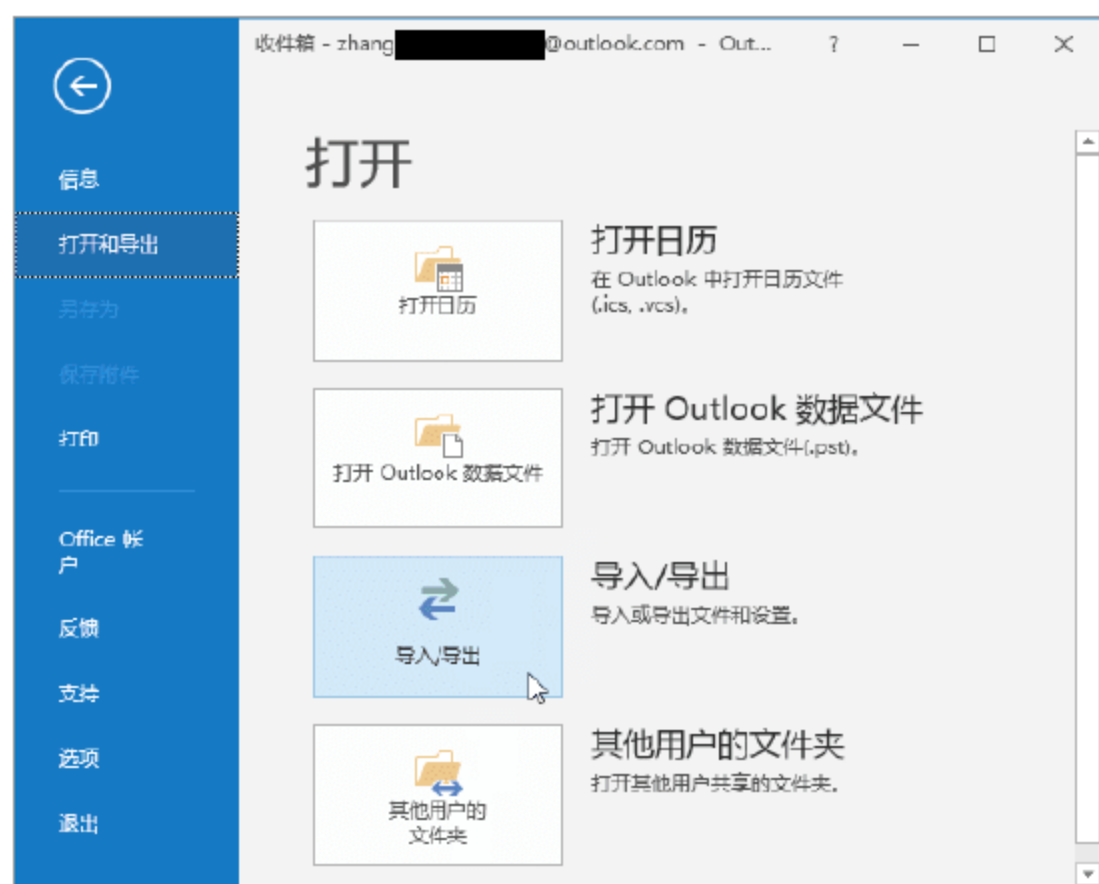 收件箱 - zhang
@outlook.com - Out...
?
信息
打开和导出
另存为
保存附件
打印
Office 帐
户
反馈
支持
选项
退出
打开
打开日历
打开日历
在 Outlook 中打开日历文件
(.ics, .vcs)。
打开 Outlook 数据文件
打开 Outlook 数据文件
打开 Outlook 数据文件(.pst)。
导入/导出
导入/导出
导入或导出文件和设置。
其他用户的
文件夹
其他用户的文件夹
打开其他用户共享的文件夹。